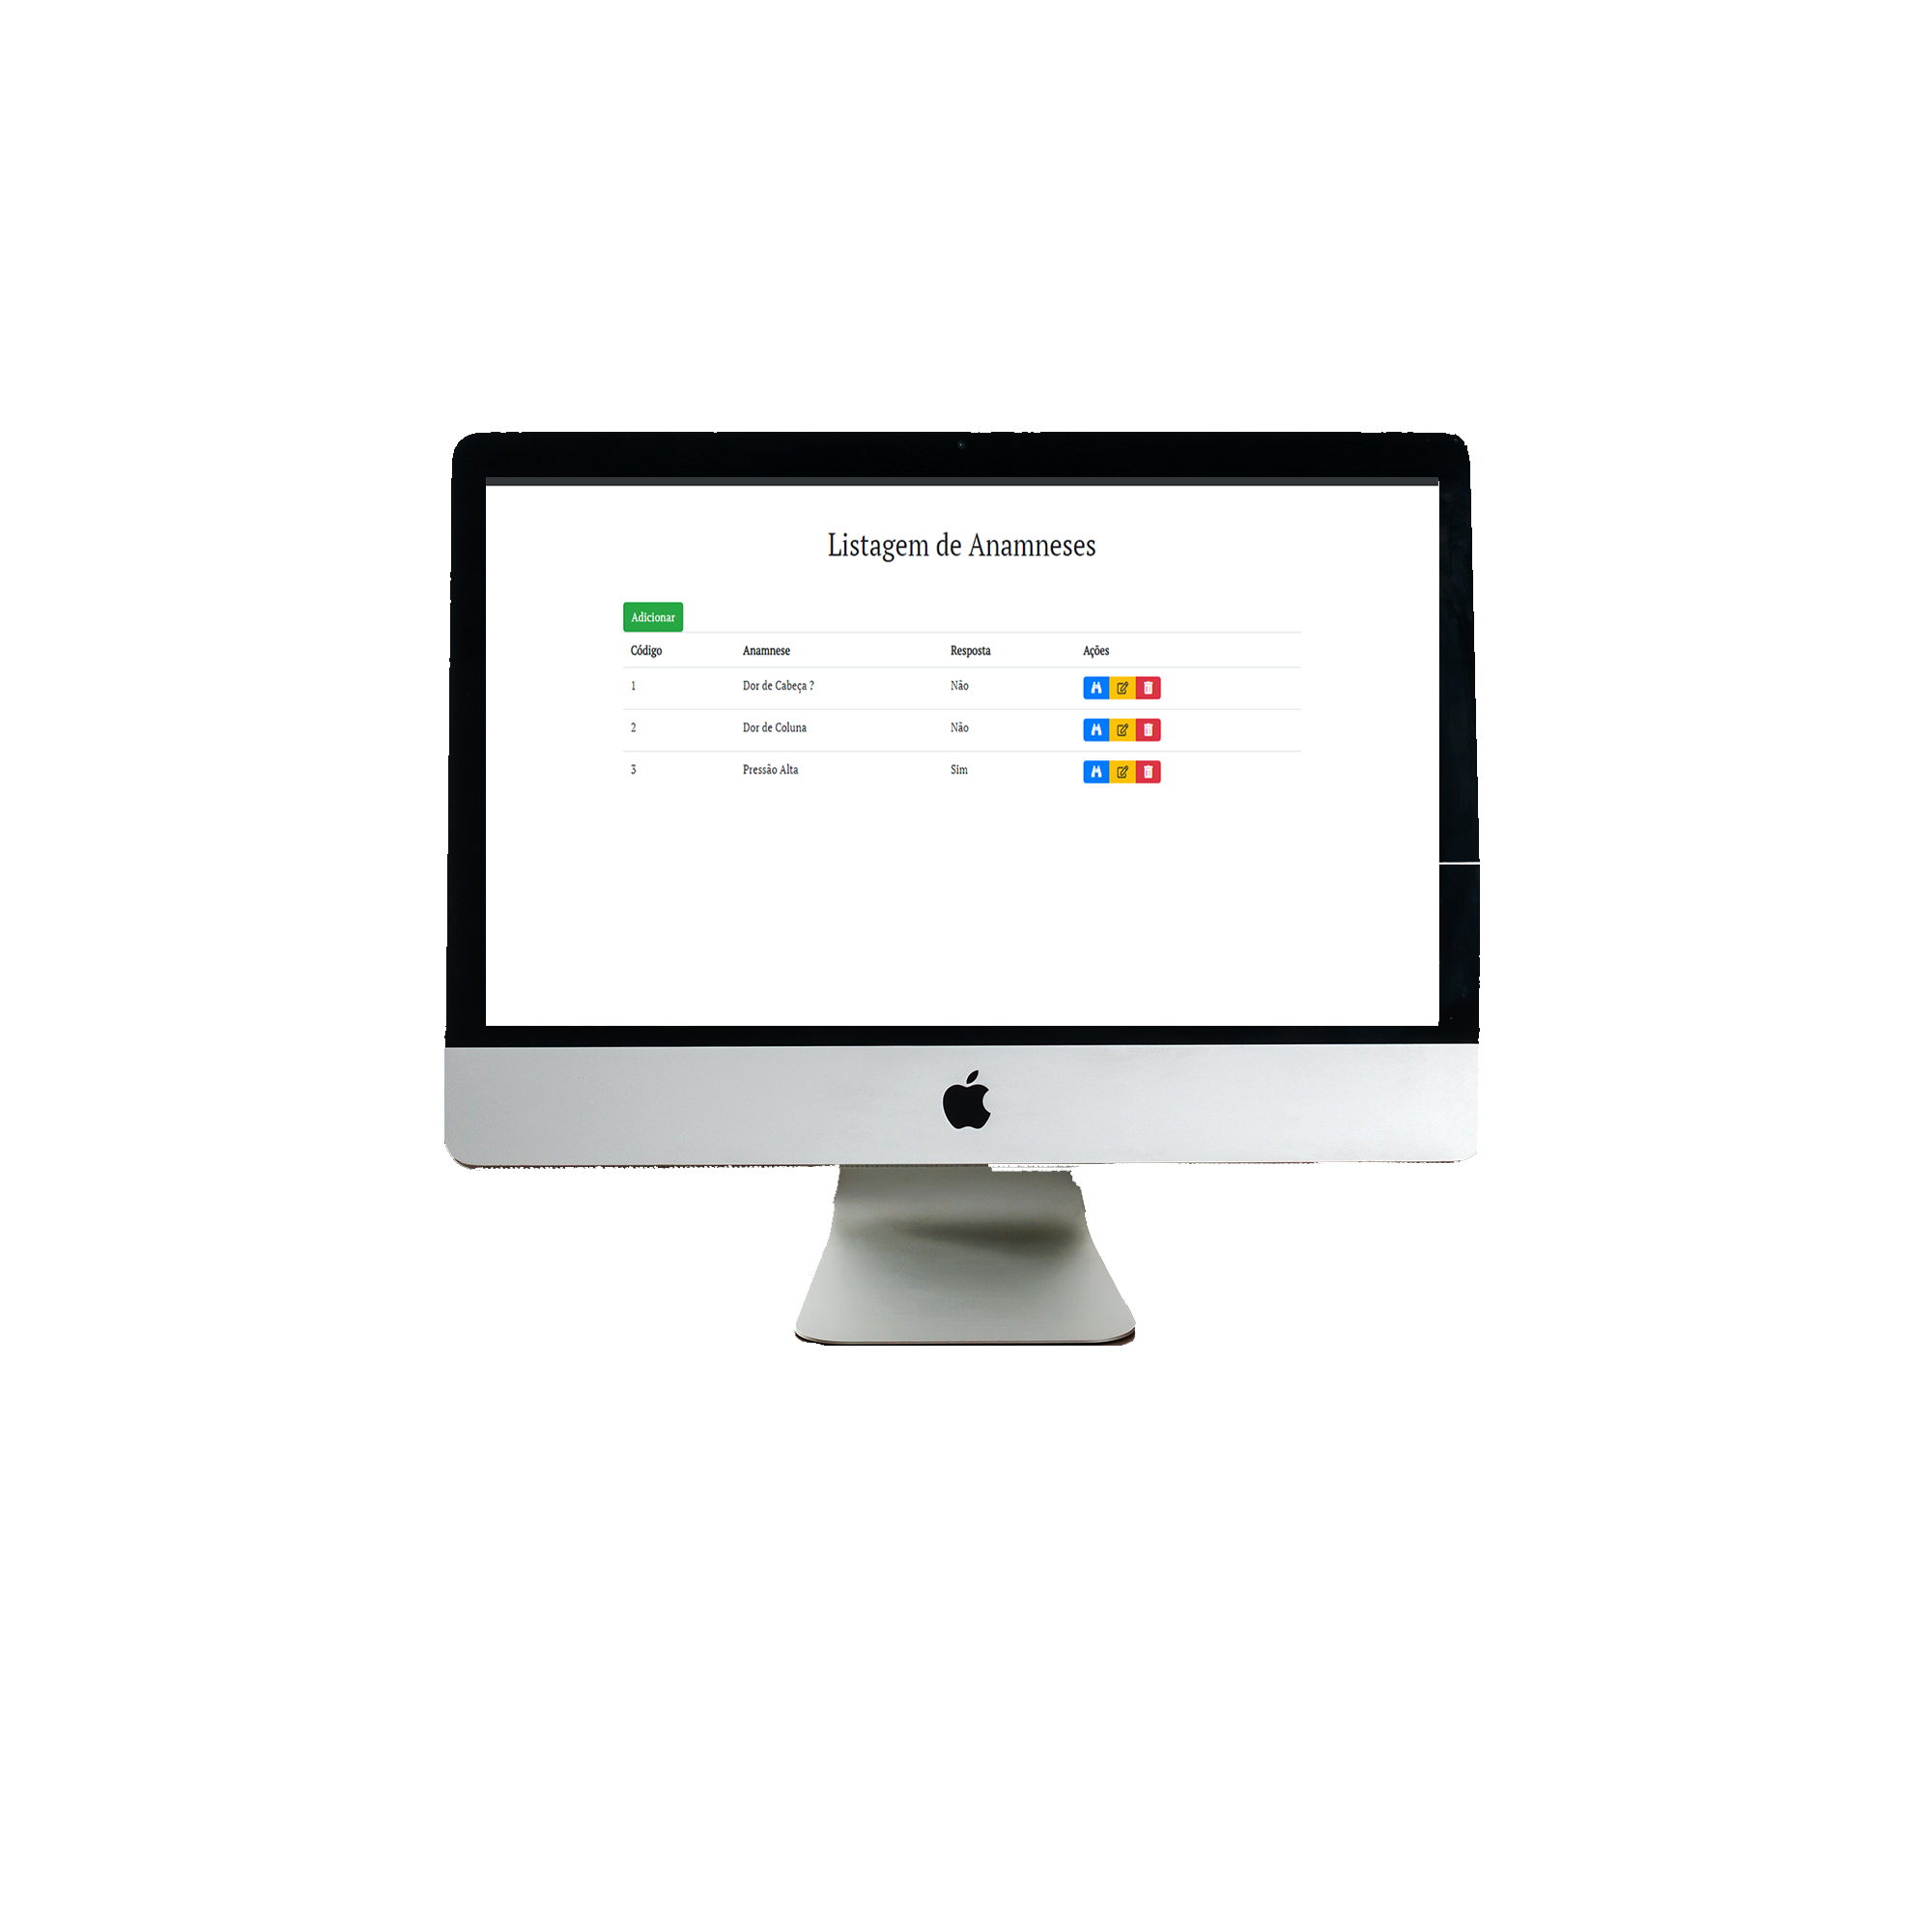 Listagem de Anamneses
Adicionar
Código Anamnese Resposta Ações
1 Dor de Cabeça ? Não
2 Dor de Coluna Não
3 Pressão Alta Sim